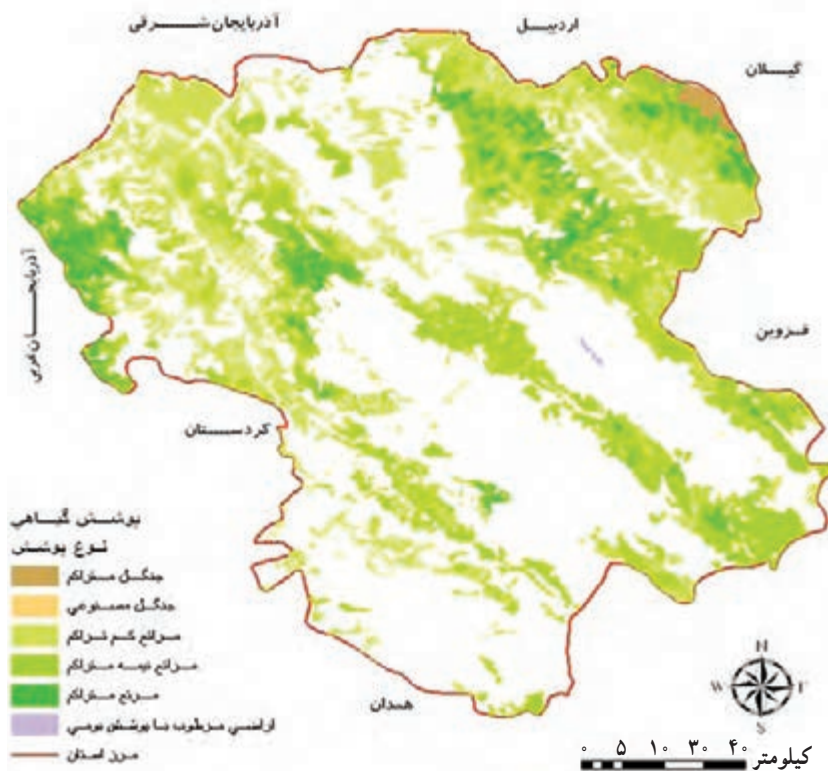 آذربایجان شرقی
اردبیل
گیلان
آذربایجان غربی
قزوین
کردستان
همدان
پوشش گیاهی
نوع پوشش
جنگل متراکم
جنگل مصنوعی
مراتع کم تراکم
مراتع نیمه متراکم
مرتع متراکم
اراضی مرطوب با پوشش بومی
مرز استان
N
W
E
S
۰ ۵ ۱۰ ۳۰ ۴۰ کیلومتر